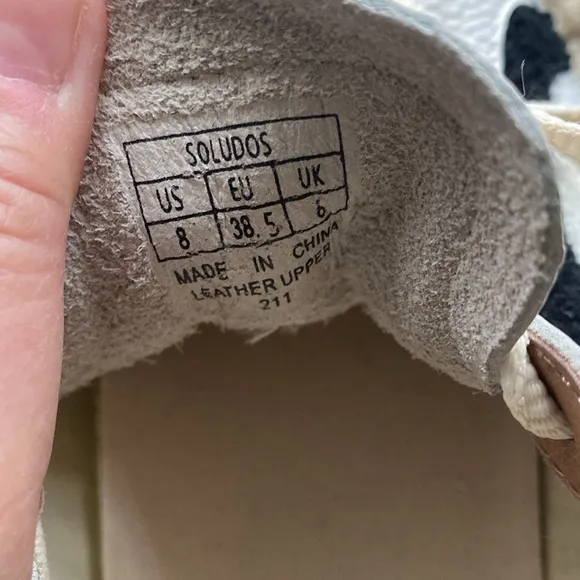 SOLUDOS
US EU UK
8 38.5 6
MADE IN CHINA
LEATHER UPPER
211